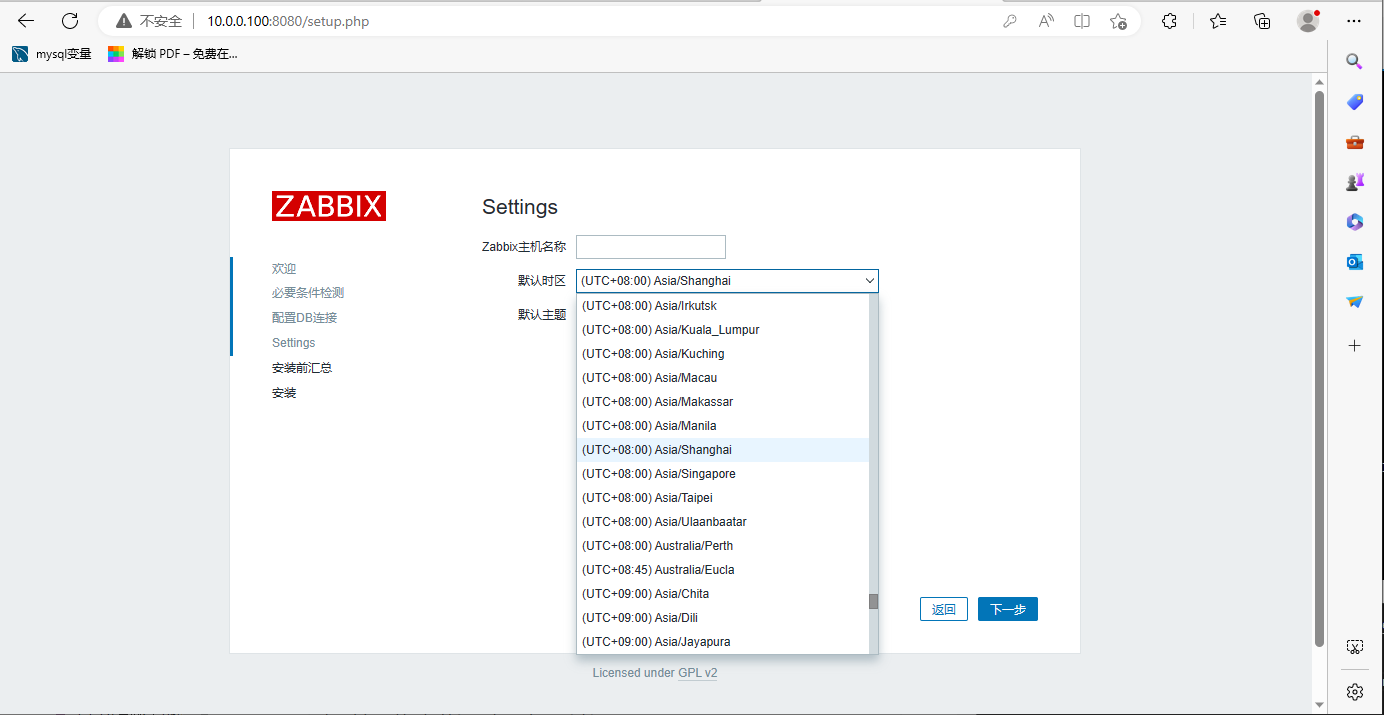 不安全 10.0.0.100:8080/setup.php
mysql变量 解锁 PDF – 免费在...
ZABBIX
欢迎
必要条件检测
配置DB连接
Settings
安装前汇总
安装
Settings
Zabbix主机名称
默认时区 (UTC+08:00) Asia/Shanghai
默认主题
(UTC+08:00) Asia/Irkutsk
(UTC+08:00) Asia/Kuala_Lumpur
(UTC+08:00) Asia/Kuching
(UTC+08:00) Asia/Macau
(UTC+08:00) Asia/Makassar
(UTC+08:00) Asia/Manila
(UTC+08:00) Asia/Shanghai
(UTC+08:00) Asia/Singapore
(UTC+08:00) Asia/Taipei
(UTC+08:00) Asia/Ulaanbaatar
(UTC+08:00) Australia/Perth
(UTC+08:45) Australia/Eucla
(UTC+09:00) Asia/Chita
(UTC+09:00) Asia/Dili
(UTC+09:00) Asia/Jayapura
返回 下一步
Licensed under GPL v2